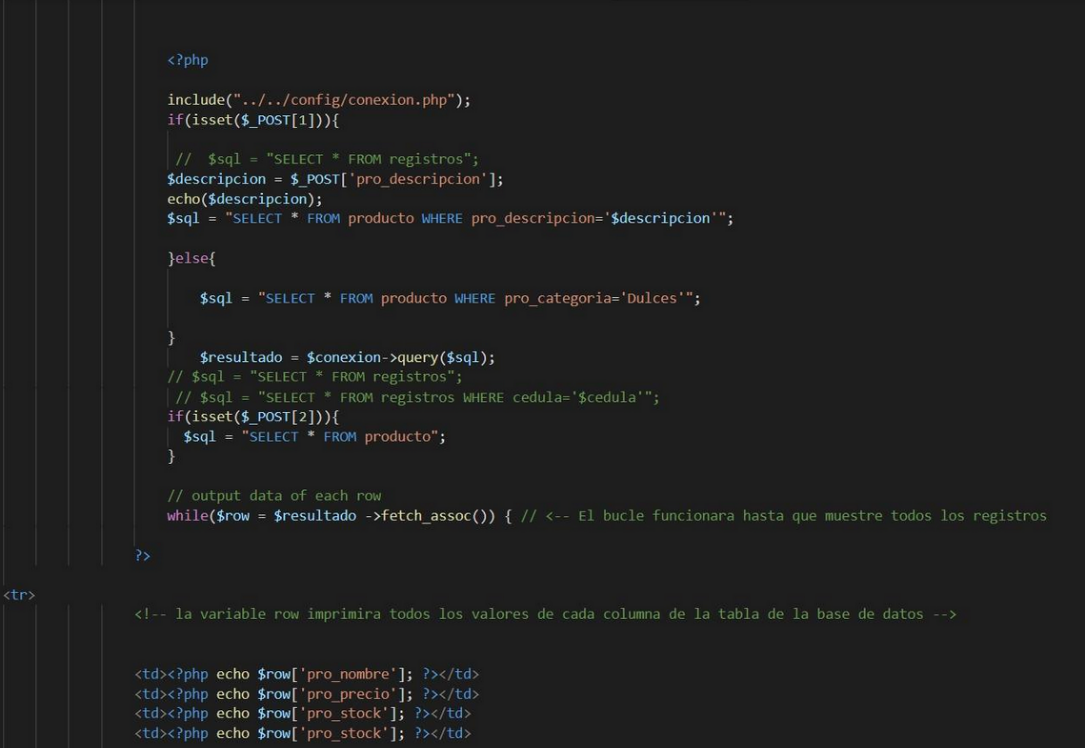 <?php
include("../../config/conexion.php");
if(isset($_POST[1])){
//  $sql = "SELECT * FROM registros";
$descripcion = $_POST['pro_descripcion'];
echo($descripcion);
$sql = "SELECT * FROM producto WHERE pro_descripcion='$descripcion'";
}else{
$sql = "SELECT * FROM producto WHERE pro_categoria='Dulces'";
}
$resultado = $conexion->query($sql);
// $sql = "SELECT * FROM registros";
// $sql = "SELECT * FROM registros WHERE cedula='$cedula'";
if(isset($_POST[2])){
$sql = "SELECT * FROM producto";
}
// output data of each row
while($row = $resultado ->fetch_assoc()) { // <-- El bucle funcionara hasta que muestre todos los registros
?>
<tr>
<!-- la variable row imprimira todos los valores de cada columna de la tabla de la base de datos -->
<td><?php echo $row['pro_nombre']; ?></td>
<td><?php echo $row['pro_precio']; ?></td>
<td><?php echo $row['pro_stock']; ?></td>
<td><?php echo $row['pro_stock']; ?></td>